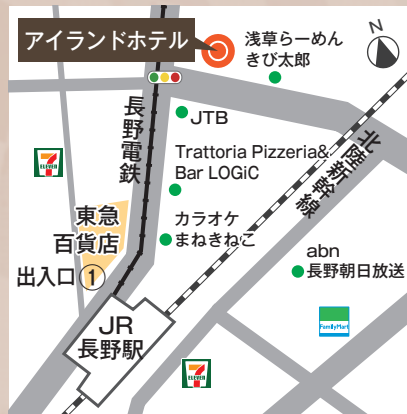 アイランドホテル
浅草らーめん
きび太郎
N
長野電鉄
JTB
Trattoria Pizzeria&
Bar LOGiC
北陸新幹線
7
ELEVEN
東急
百貨店
カラオケ
まねきねこ
出入口①
abn
長野朝日放送
JR
長野駅
FamilyMart
7
ELEVEN